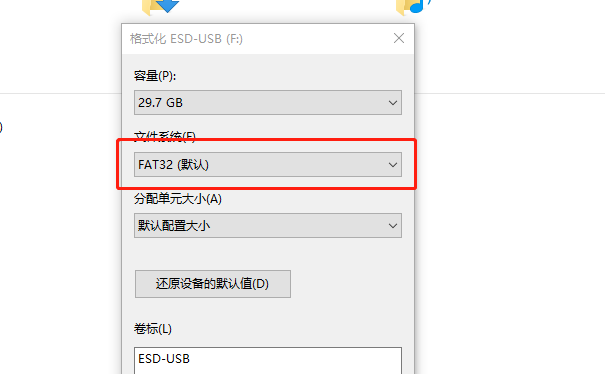 格式化 ESD-USB (F:)
容量(P):
29.7 GB
文件系统(F)
FAT32 (默认)
分配单元大小(A)
默认配置大小
还原设备的默认值(D)
卷标(L)
ESD-USB
)